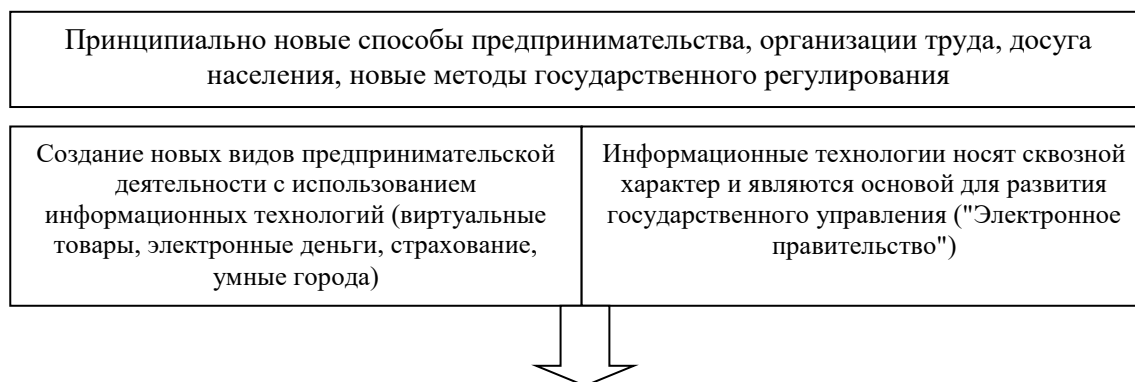 Принципиально новые способы предпринимательства, организации труда, досуга
населения, новые методы государственного регулирования
Создание новых видов предпринимательской
деятельности с использованием
информационных технологий (виртуальные
товары, электронные деньги, страхование,
умные города)
Информационные технологии носят сквозной
характер и являются основой для развития
государственного управления ("Электронное
правительство")